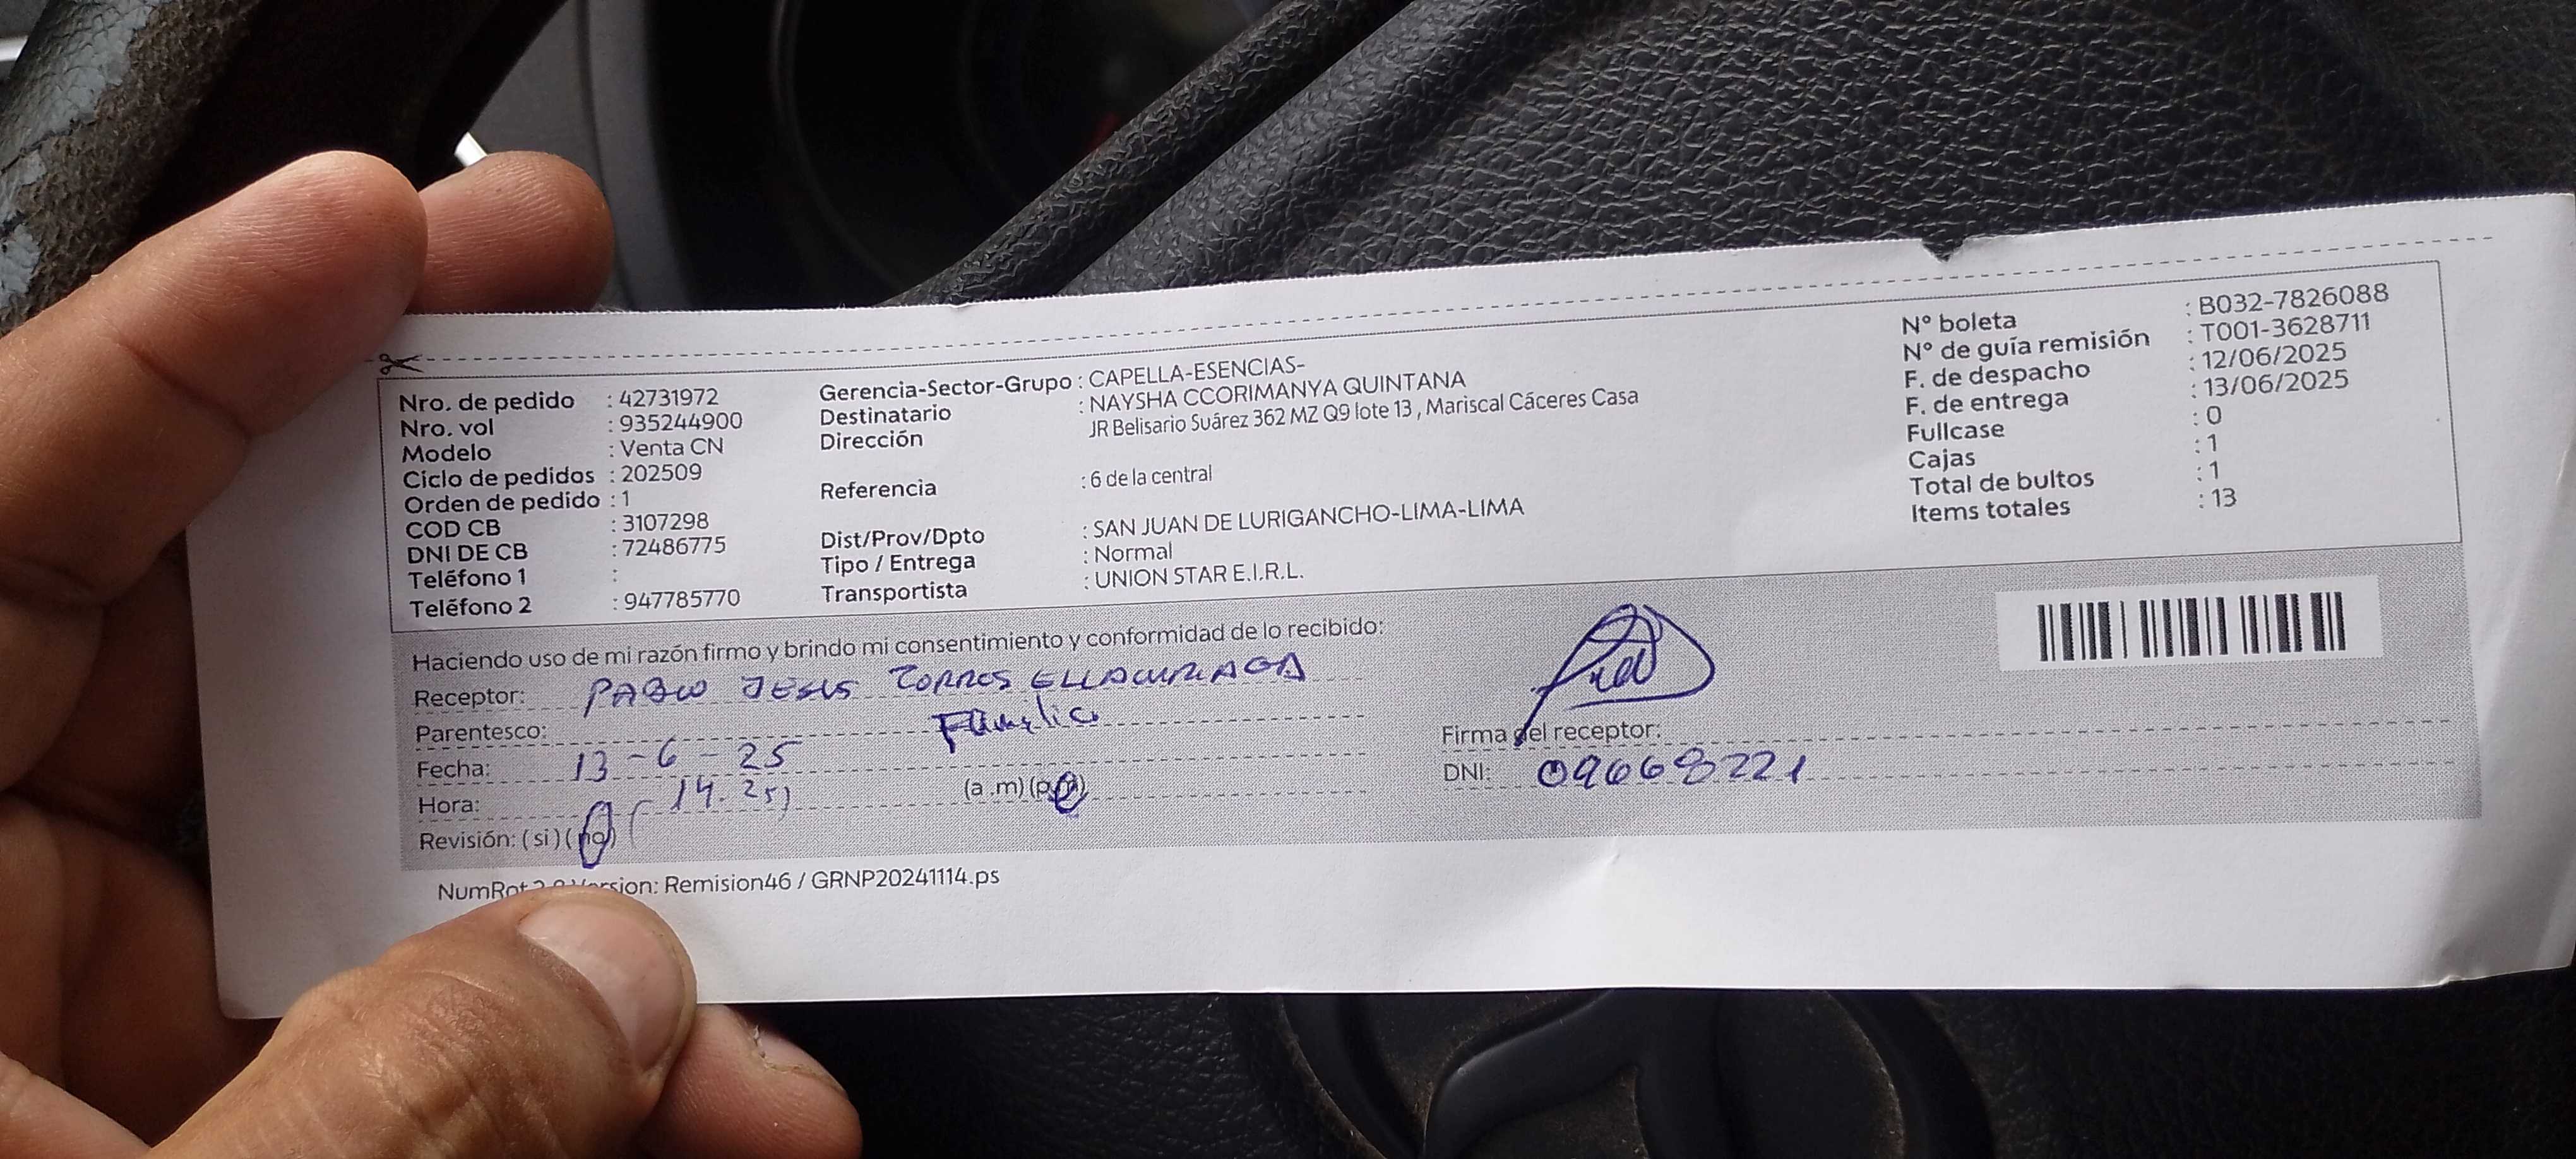 Nro. de pedido : 42731972
Nro. vol : 935244900
Modelo : Venta CN
Ciclo de pedidos : 202509
Orden de pedido : 1
COD CB : 3107298
DNI DE CB : 72486775
Teléfono 1 :
Teléfono 2 : 947785770
Gerencia-Sector-Grupo : CAPELLA-ESENCIAS-
Destinatario : NAYSHA CCORIMANYA QUINTANA
Dirección JR Belisario Suárez 362 MZ Q9 lote 13 , Mariscal Cáceres Casa
Referencia : 6 de la central
Dist/Prov/Dpto : SAN JUAN DE LURIGANCHO-LIMA-LIMA
Tipo / Entrega : Normal
Transportista : UNION STAR E.I.R.L.
N° boleta : B032-7826088
N° de guía remisión : T001-3628711
F. de despacho : 12/06/2025
F. de entrega : 13/06/2025
Fullcase : 0
Cajas : 1
Total de bultos : 1
Items totales : 13
Haciendo uso de mi razón firmo y brindo mi consentimiento y conformidad de lo recibido:
Receptor: PABLO JESUS TORRES
Parentesco: Familia
Fecha: 13-6-25
Hora: 14.25 (a .m) (p.m)
Revisión: ( si ) ( no )
Firma del receptor:
DNI: 09668221
Version: Remision46 / GRNP20241114.ps